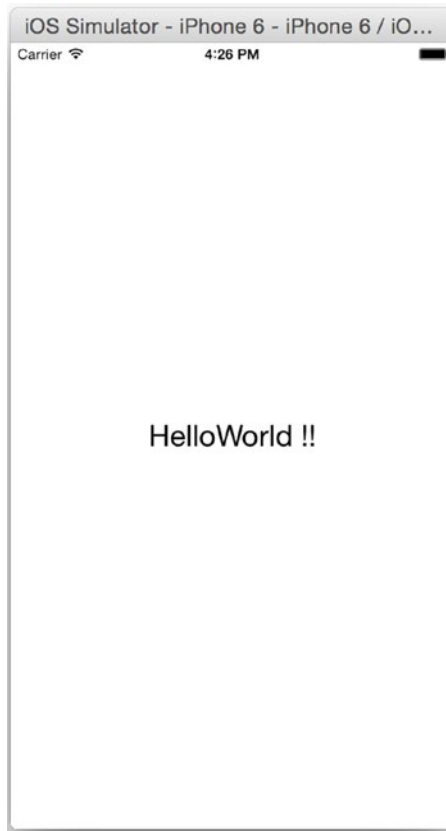 iOS Simulator - iPhone 6 - iPhone 6 / iO...
Carrier 4:26 PM
HelloWorld !!